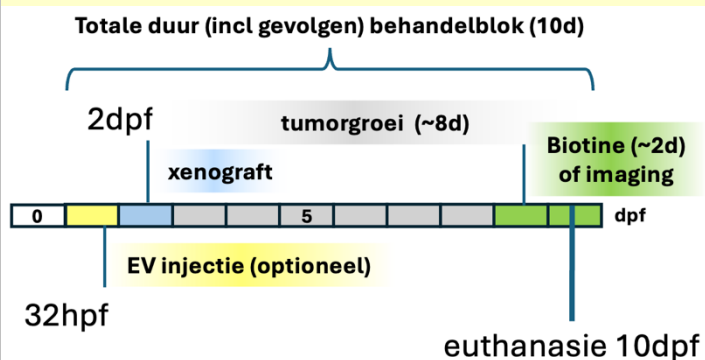 Totale duur (incl gevolgen) behandelblok (10d)
2dpf
tumorgroei (~8d)
Biotine (~2d)
of imaging
xenograft
0
5
dpf
EV injectie (optioneel)
32hpf
euthanasie 10dpf